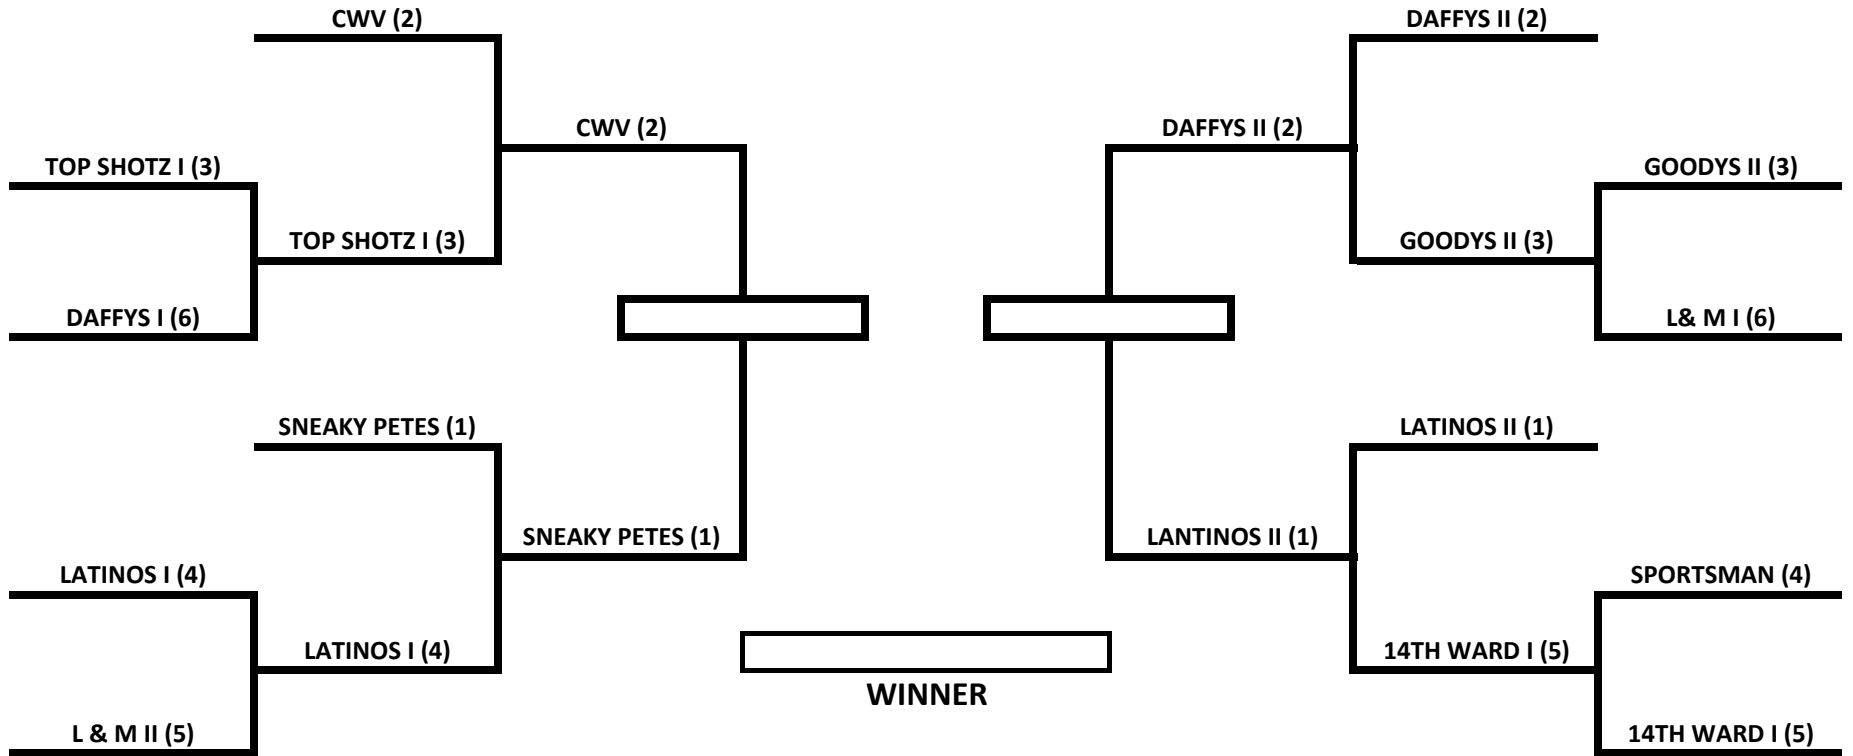 CWV (2)
DAFFYS II (2)
CWV (2)
DAFFYS II (2)
TOP SHOTZ I (3)
GOODYS II (3)
TOP SHOTZ I (3)
GOODYS II (3)
DAFFYS I (6)
L& M I (6)
SNEAKY PETES (1)
LATINOS II (1)
SNEAKY PETES (1)
LANTINOS II (1)
LATINOS I (4)
SPORTSMAN (4)
LATINOS I (4)
14TH WARD I (5)
WINNER
L & M II (5)
14TH WARD I (5)